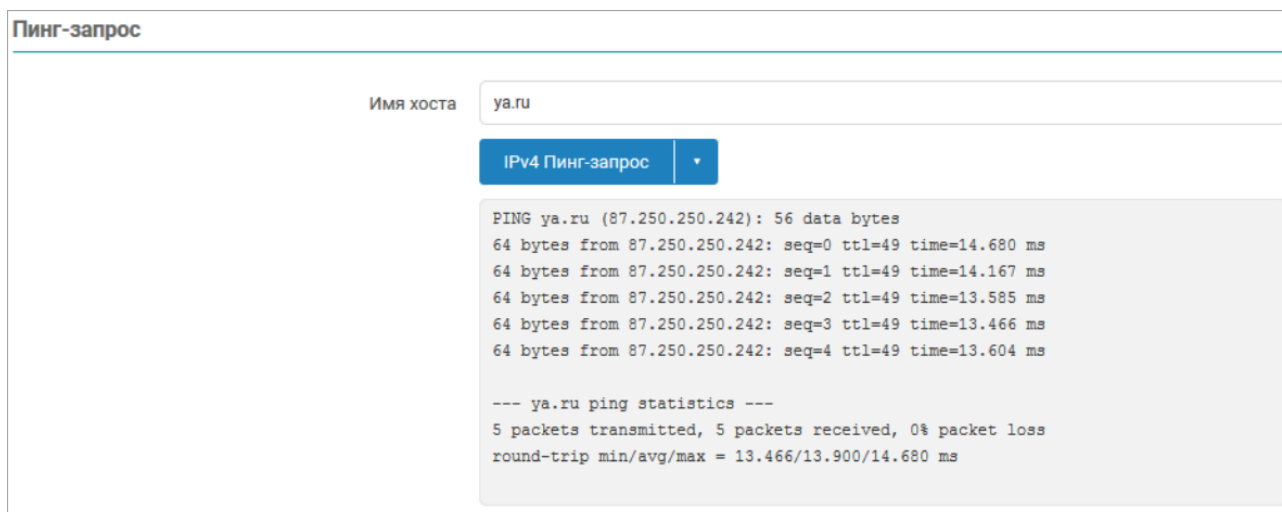 Пинг-запрос
Имя хоста
ya.ru
IPv4 Пинг-запрос
PING ya.ru (87.250.250.242): 56 data bytes
64 bytes from 87.250.250.242: seq=0 ttl=49 time=14.680 ms
64 bytes from 87.250.250.242: seq=1 ttl=49 time=14.167 ms
64 bytes from 87.250.250.242: seq=2 ttl=49 time=13.585 ms
64 bytes from 87.250.250.242: seq=3 ttl=49 time=13.466 ms
64 bytes from 87.250.250.242: seq=4 ttl=49 time=13.604 ms
--- ya.ru ping statistics ---
5 packets transmitted, 5 packets received, 0% packet loss
round-trip min/avg/max = 13.466/13.900/14.680 ms